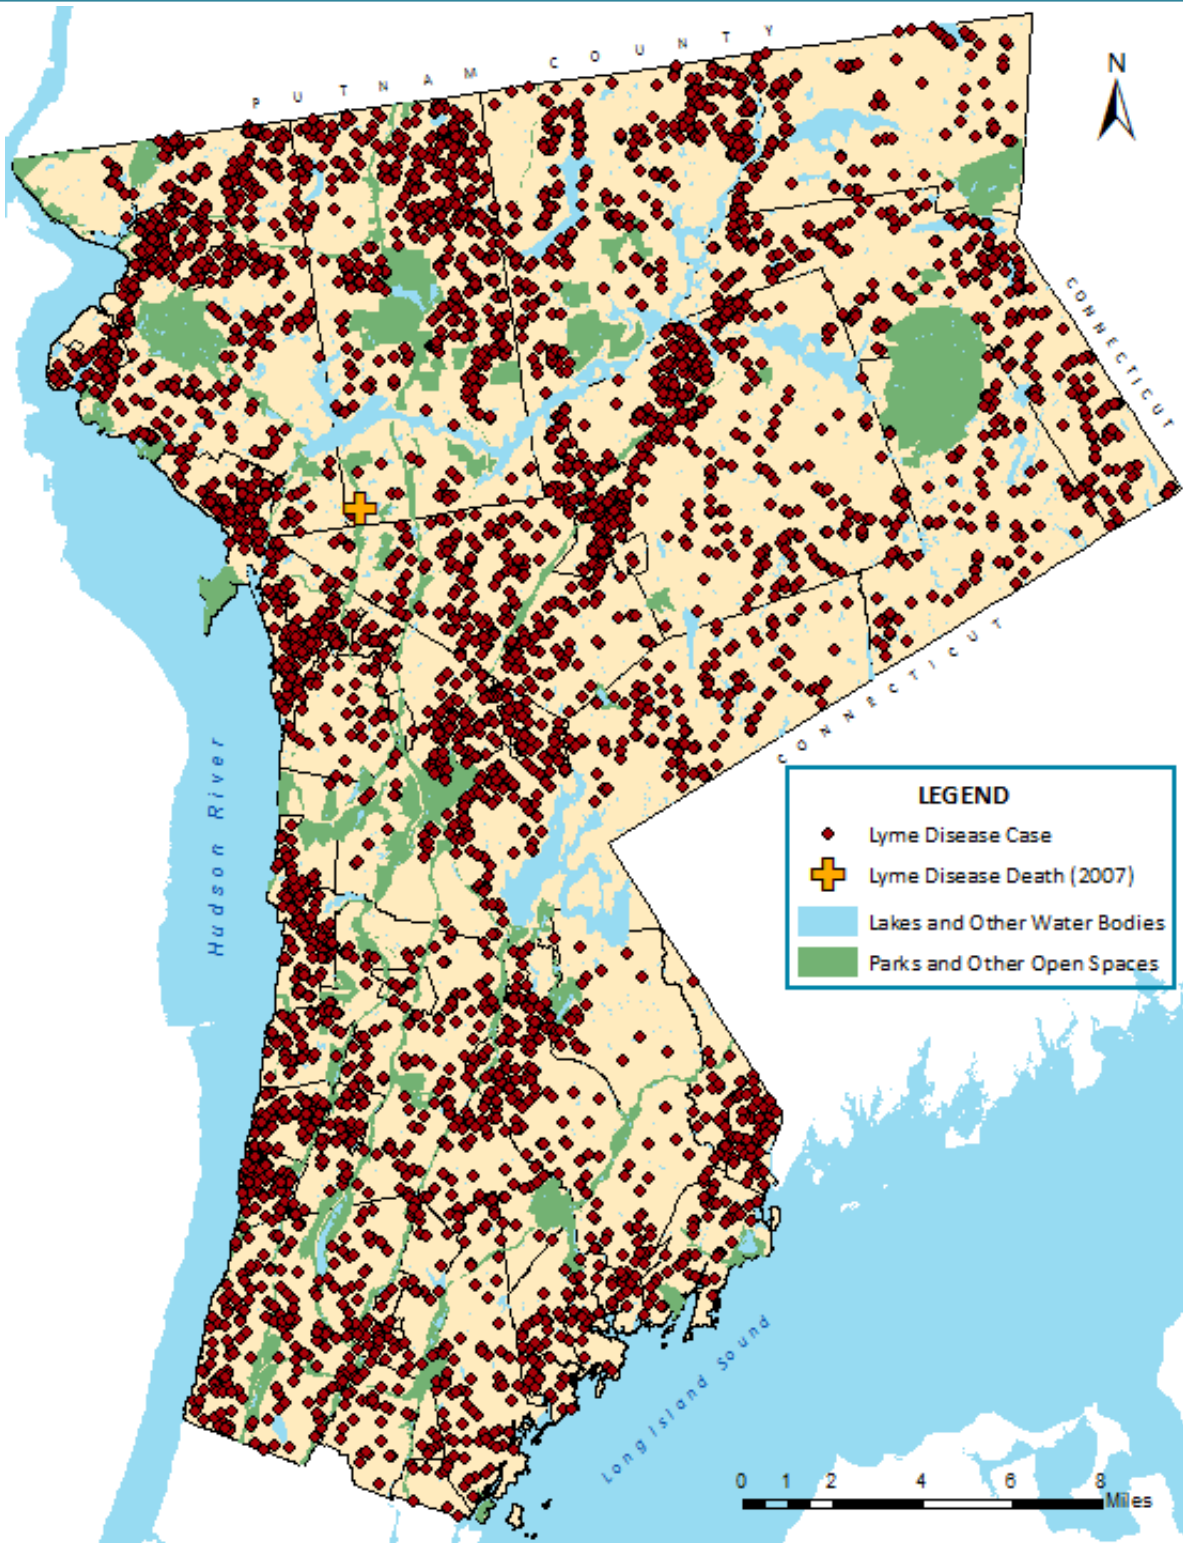 PUTNAM COUNTY
N
CONNECTICUT
CONNECTICUT
Hudson River
LEGEND
Lyme Disease Case
Lyme Disease Death (2007)
Lakes and Other Water Bodies
Parks and Other Open Spaces
Long Island Sound
0 1 2 4 6 8
Miles